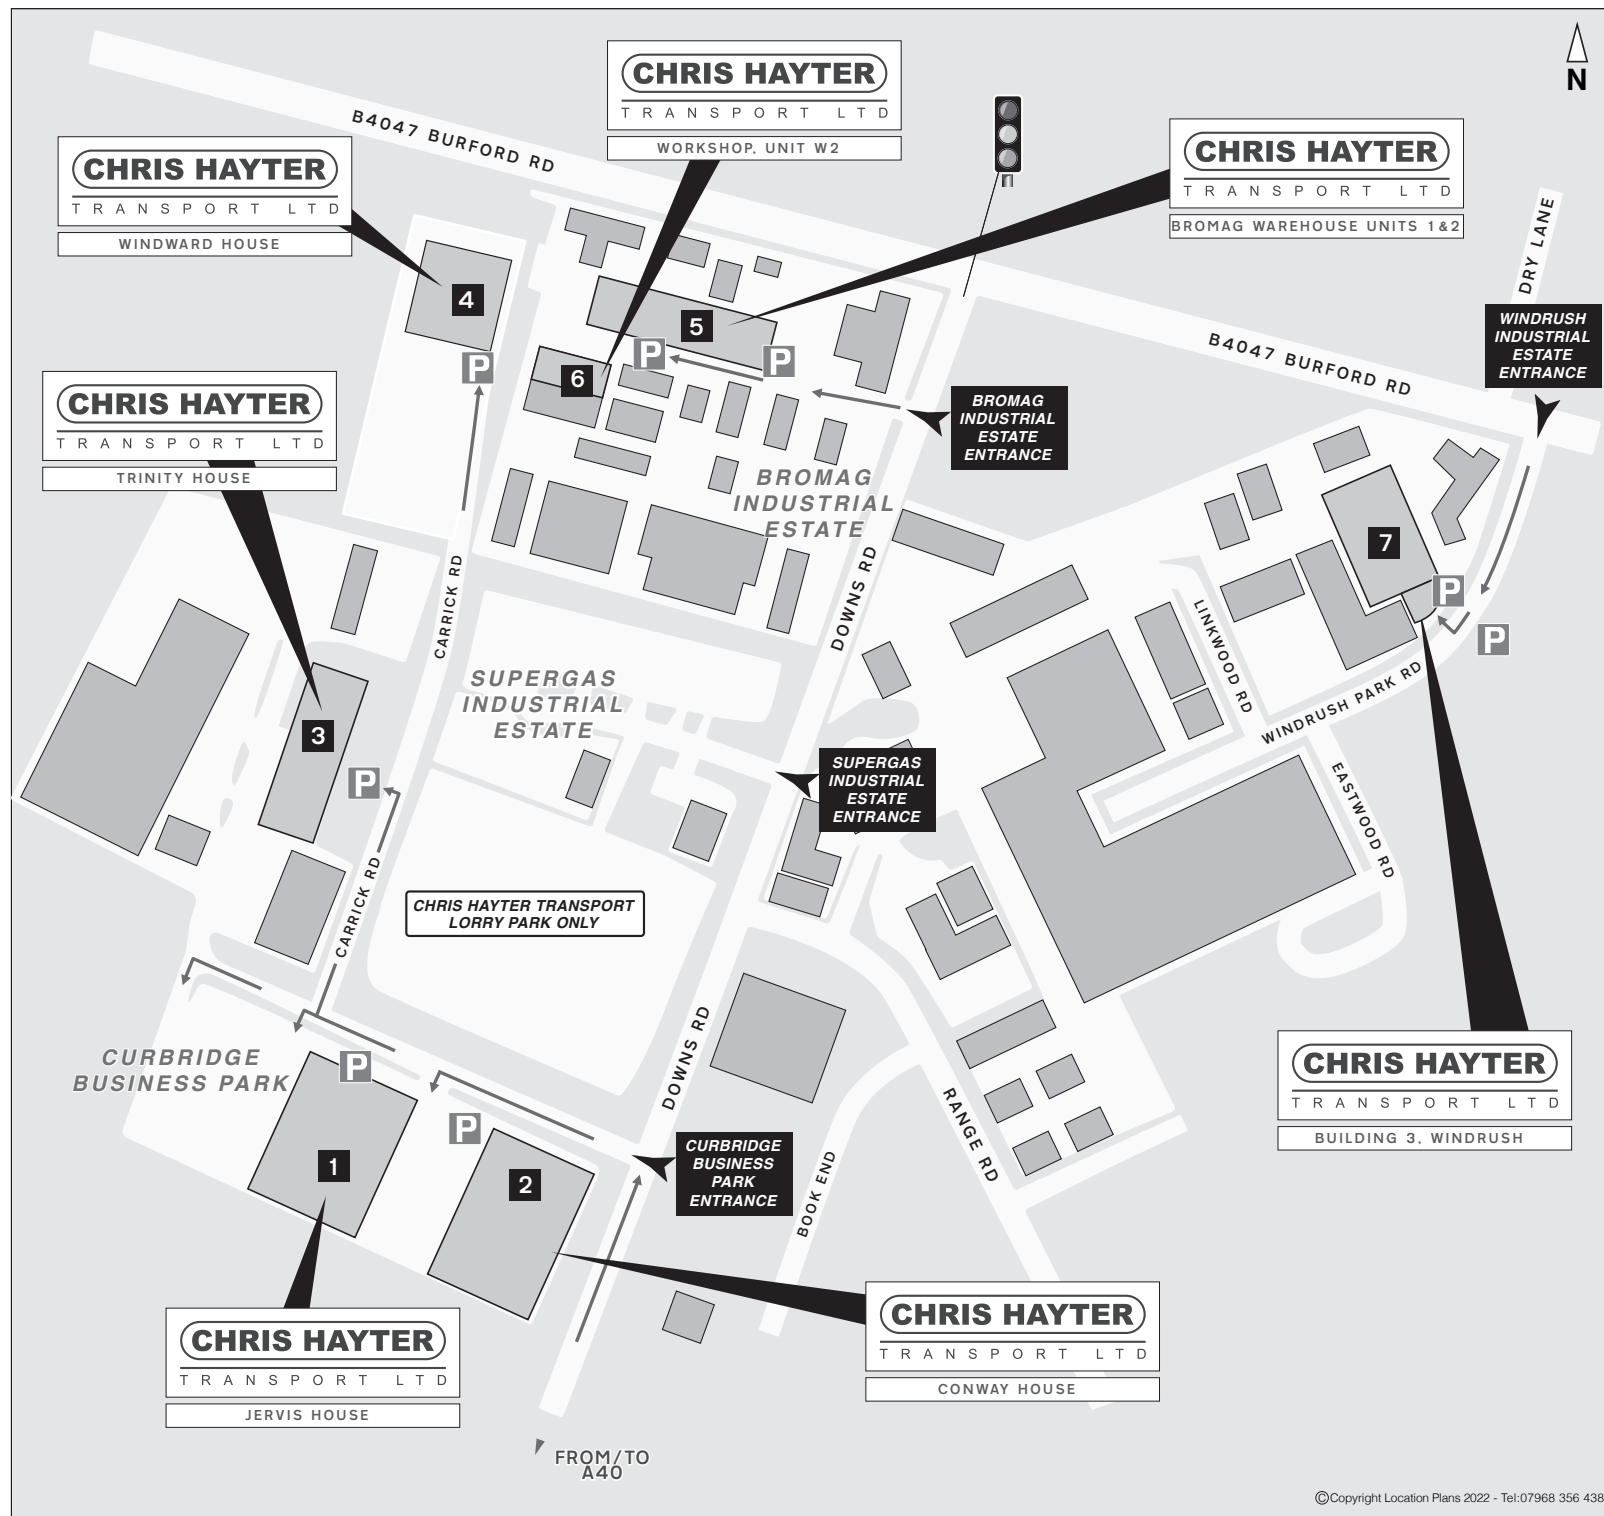 N
CHRIS HAYTER
TRANSPORT LTD
WORKSHOP, UNIT W2
B4047 BURFORD RD
CHRIS HAYTER
TRANSPORT LTD
WINDWARD HOUSE
CHRIS HAYTER
TRANSPORT LTD
BROMAG WAREHOUSE UNITS 1&2
DRY LANE
4
5
P
P
P
6
WINDRUSH
INDUSTRIAL
ESTATE
ENTRANCE
B4047 BURFORD RD
CHRIS HAYTER
TRANSPORT LTD
TRINITY HOUSE
BROMAG
INDUSTRIAL
ESTATE
ENTRANCE
BROMAG
INDUSTRIAL
ESTATE
7
P
P
CARRICK RD
DOWNS RD
LINKWOOD RD
WINDRUSH PARK RD
SUPERGAS
INDUSTRIAL
ESTATE
3
P
SUPERGAS
INDUSTRIAL
ESTATE
ENTRANCE
EASTWOOD RD
CARRICK RD
CHRIS HAYTER TRANSPORT
LORRY PARK ONLY
CURBRIDGE
BUSINESS PARK
P
P
DOWNS RD
RANGE RD
BOOK END
CHRIS HAYTER
TRANSPORT LTD
BUILDING 3, WINDRUSH
1
2
CURBRIDGE
BUSINESS
PARK
ENTRANCE
CHRIS HAYTER
TRANSPORT LTD
JERVIS HOUSE
CHRIS HAYTER
TRANSPORT LTD
CONWAY HOUSE
FROM/TO
A40
©Copyright Location Plans 2022 - Tel:07968 356 438